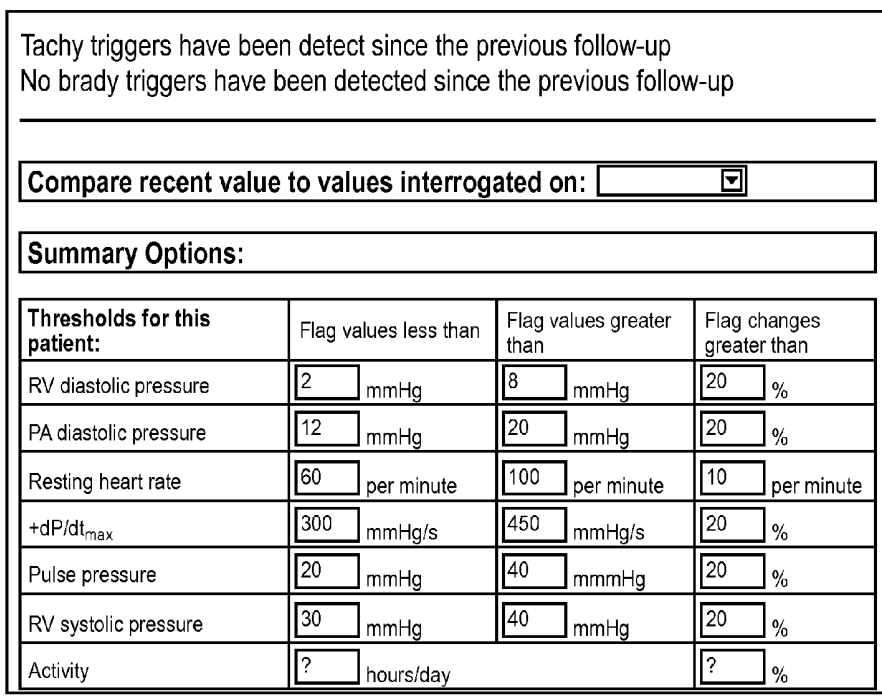 Tachy triggers have been detect since the previous follow-up
No brady triggers have been detected since the previous follow-up
Compare recent value to values interrogated on:
Summary Options:
Thresholds for this patient: Flag values less than Flag values greater than Flag changes greater than
RV diastolic pressure 2 mmHg 8 mmHg 20 %
PA diastolic pressure 12 mmHg 20 mmHg 20 %
Resting heart rate 60 per minute 100 per minute 10 per minute
+dP/dtmax 300 mmHg/s 450 mmHg/s 20 %
Pulse pressure 20 mmHg 40 mmmHg 20 %
RV systolic pressure 30 mmHg 40 mmHg 20 %
Activity ? hours/day ? %